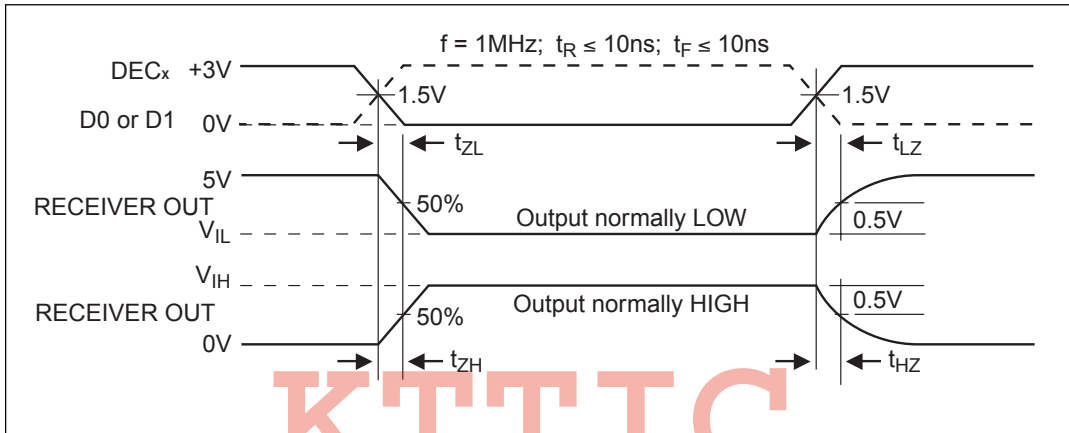 f = 1MHz; tR ≤ 10ns; tF ≤ 10ns
DECx +3V
1.5V 1.5V
D0 or D1 0V
tZL tLZ
5V
RECEIVER OUT 50% Output normally LOW 0.5V
VIL
VIH
RECEIVER OUT 50% Output normally HIGH 0.5V
0V
tZH tHZ